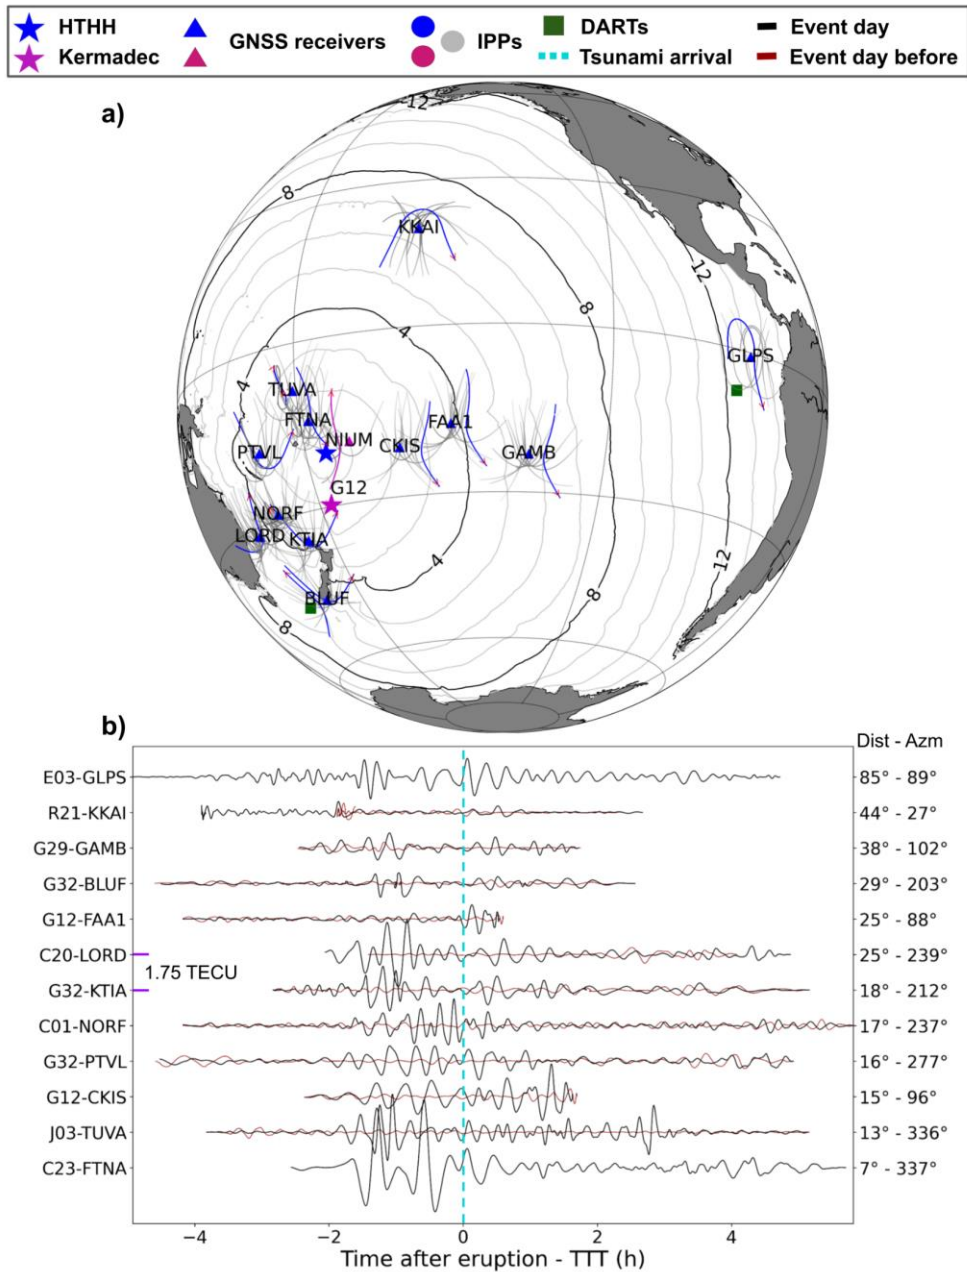 HTHH GNSS receivers IPPs DARTs Event day
Kermadec Tsunami arrival Event day before
a)
12
8
KKAI
12
8
4
GLPS
TUVA
4
FTNA
FAA1
NIUM
PTVL CKIS GAMB
G12
NORF
LORD KTIA
4
12
8
BLUF
8
b)
Dist - Azm
E03-GLPS 85° - 89°
R21-KKAI 44° - 27°
G29-GAMB 38° - 102°
G32-BLUF 29° - 203°
G12-FAA1 25° - 88°
C20-LORD 25° - 239°
1.75 TECU
G32-KTIA 18° - 212°
C01-NORF 17° - 237°
G32-PTVL 16° - 277°
G12-CKIS 15° - 96°
J03-TUVA 13° - 336°
C23-FTNA 7° - 337°
−4 −2 0 2 4
Time after eruption - TTT (h)